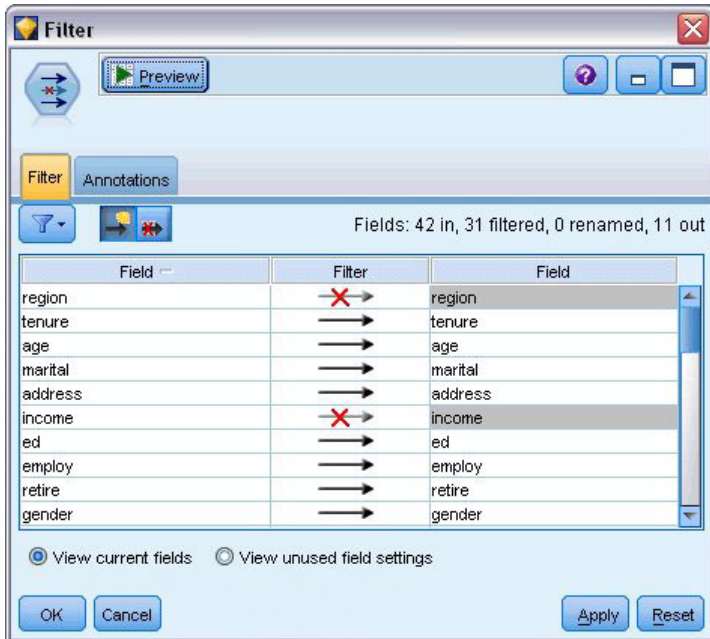 Filter
Preview
?
Filter Annotations
Fields: 42 in, 31 filtered, 0 renamed, 11 out
Field Filter Field
region region
tenure tenure
age age
marital marital
address address
income income
ed ed
employ employ
retire retire
gender gender
View current fields View unused field settings
OK Cancel Apply Reset